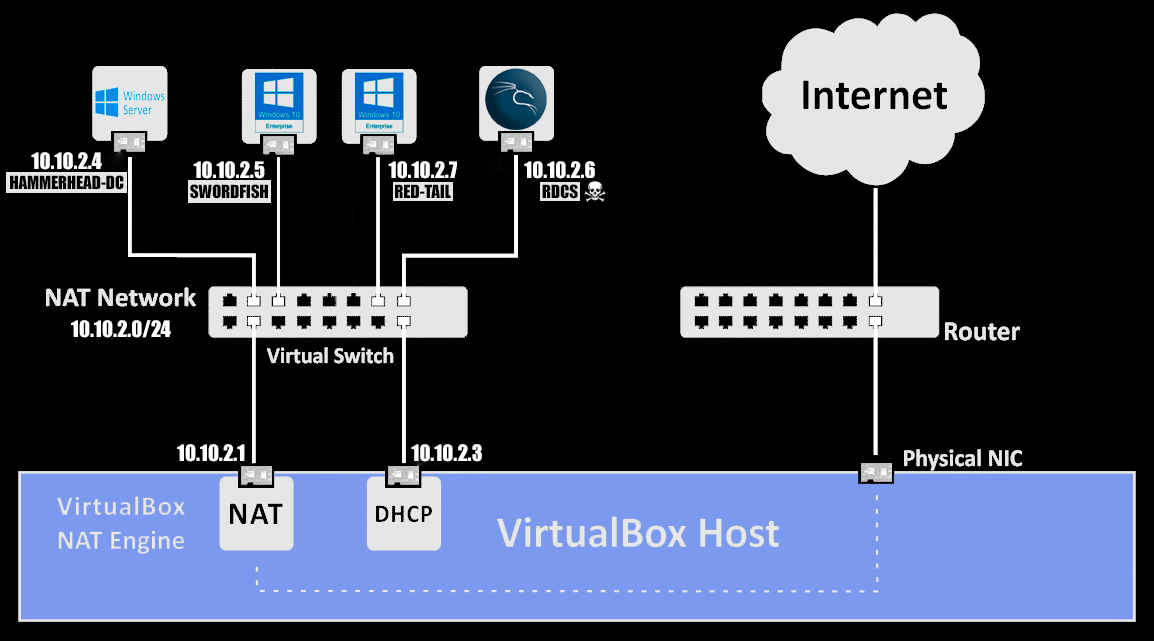 Internet
Windows
Server
Windows 10
Enterprise
Windows 10
Enterprise
10.10.2.4
HAMMERHEAD-DC
10.10.2.5
SWORDFISH
10.10.2.7
RED-TAIL
10.10.2.6
RDCS
NAT Network
10.10.2.0/24
Virtual Switch
Router
10.10.2.1
10.10.2.3
Physical NIC
VirtualBox
NAT Engine
NAT
DHCP
VirtualBox Host